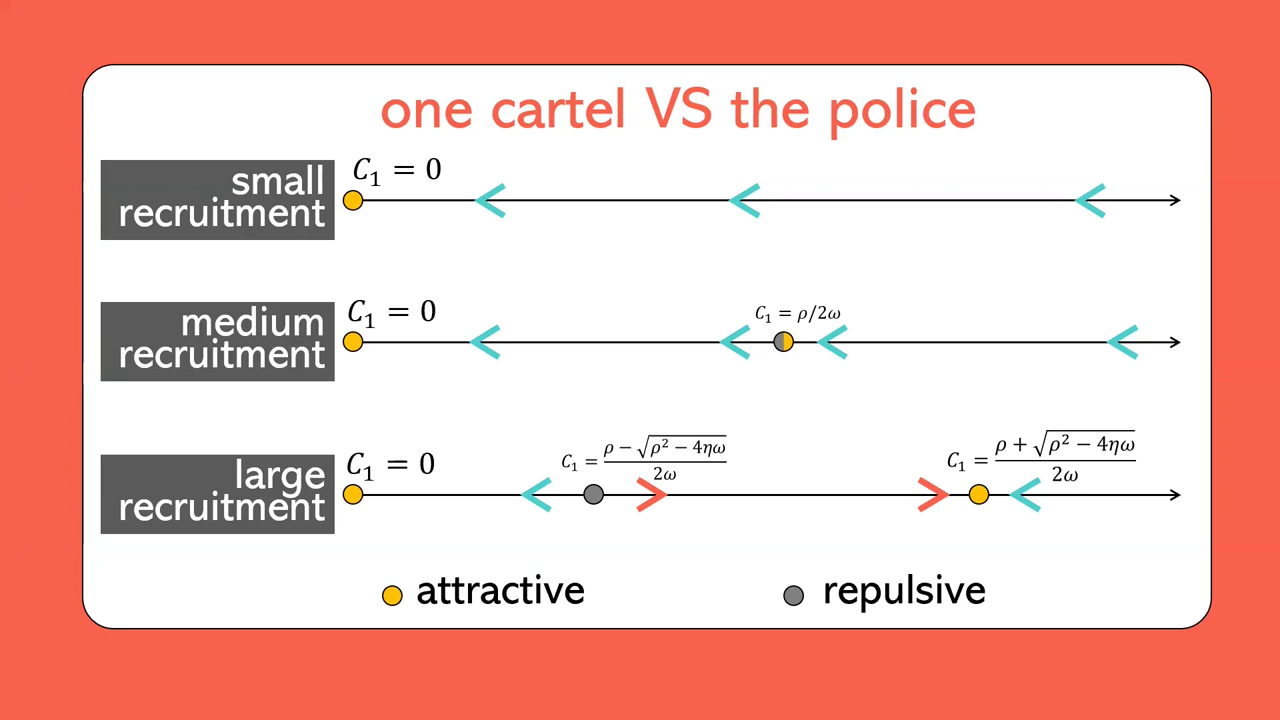 one cartel VS the police
small
recruitment
C₁ = 0
medium
recruitment
C₁ = 0
C₁ = ρ/2ω
large
recruitment
C₁ = 0
C₁ = (ρ − √(ρ² − 4ηω)) / 2ω
C₁ = (ρ + √(ρ² − 4ηω)) / 2ω
attractive
repulsive